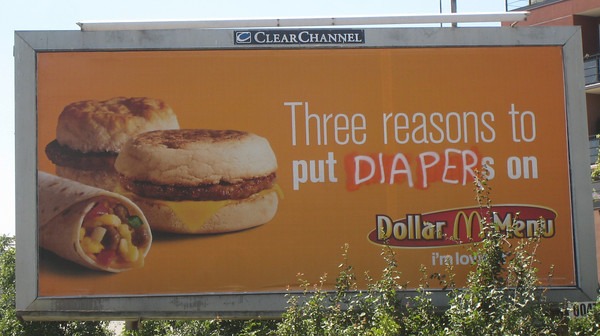 CLEARCHANNEL
Three reasons to
put DIAPERs on
Dollar M Menu
i'm lov